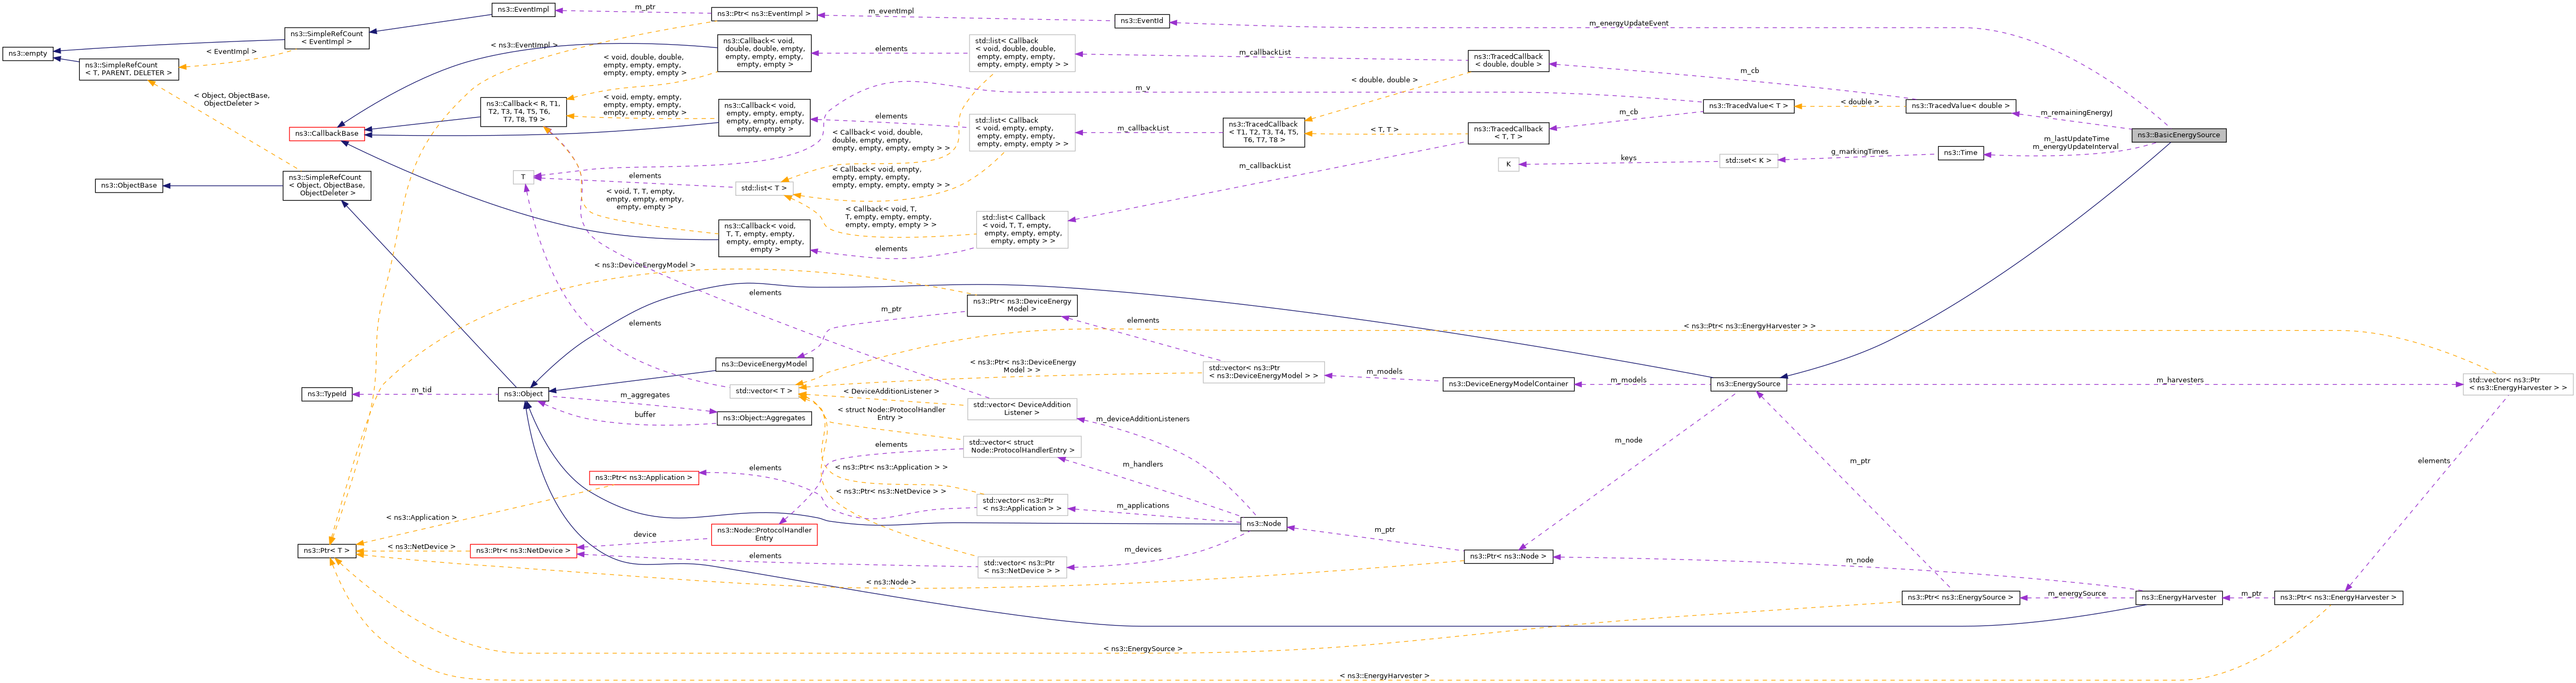 ns3::EventImpl
m_ptr
ns3::Ptr< ns3::EventImpl >
m_eventImpl
ns3::EventId
m_energyUpdateEvent
ns3::SimpleRefCount
< EventImpl >
ns3::empty
< EventImpl >
ns3::SimpleRefCount
< T, PARENT, DELETER >
< ns3::EventImpl >
ns3::Callback< void,
double, double, empty,
empty, empty, empty,
empty, empty >
elements
std::list< Callback
< void, double, double,
empty, empty, empty,
empty, empty, empty > >
m_callbackList
ns3::TracedCallback
< double, double >
m_cb
< void, double, double,
empty, empty, empty,
empty, empty, empty >
< double, double >
m_v
< Object, ObjectBase,
ObjectDeleter >
ns3::Callback< R, T1,
T2, T3, T4, T5, T6,
T7, T8, T9 >
< void, empty, empty,
empty, empty, empty,
empty, empty, empty >
ns3::Callback< void,
empty, empty, empty,
empty, empty, empty,
empty, empty >
elements
std::list< Callback
< void, empty, empty,
empty, empty, empty,
empty, empty, empty > >
m_callbackList
ns3::TracedCallback
< T1, T2, T3, T4, T5,
T6, T7, T8 >
< T, T >
ns3::TracedCallback
< T, T >
m_cb
ns3::TracedValue< T >
< double >
ns3::TracedValue< double >
m_remainingEnergyJ
ns3::BasicEnergySource
ns3::CallbackBase
< Callback< void, double,
double, empty, empty,
empty, empty, empty, empty > >
m_callbackList
K
keys
std::set< K >
g_markingTimes
ns3::Time
m_lastUpdateTime
m_energyUpdateInterval
ns3::ObjectBase
ns3::SimpleRefCount
< Object, ObjectBase,
ObjectDeleter >
T
elements
std::list< T >
< Callback< void, empty,
empty, empty, empty,
empty, empty, empty, empty > >
< void, T, T, empty,
empty, empty, empty,
empty, empty >
< Callback< void, T,
T, empty, empty, empty,
empty, empty, empty > >
ns3::Callback< void,
T, T, empty, empty,
empty, empty, empty,
empty >
elements
std::list< Callback
< void, T, T, empty,
empty, empty, empty,
empty, empty > >
< ns3::DeviceEnergyModel >
elements
ns3::Ptr< ns3::DeviceEnergy
Model >
m_ptr
elements
elements
< ns3::Ptr< ns3::EnergyHarvester > >
ns3::DeviceEnergyModel
< ns3::Ptr< ns3::DeviceEnergy
Model > >
std::vector< ns3::Ptr
< ns3::DeviceEnergyModel > >
m_models
ns3::DeviceEnergyModelContainer
m_models
ns3::EnergySource
m_harvesters
std::vector< ns3::Ptr
< ns3::EnergyHarvester > >
ns3::TypeId
m_tid
ns3::Object
m_aggregates
buffer
ns3::Object::Aggregates
std::vector< T >
< DeviceAdditionListener >
std::vector< DeviceAddition
Listener >
m_deviceAdditionListeners
< struct Node::ProtocolHandler
Entry >
elements
std::vector< struct
Node::ProtocolHandlerEntry >
m_handlers
m_node
m_ptr
elements
ns3::Ptr< ns3::Application >
elements
< ns3::Ptr< ns3::Application > >
< ns3::Ptr< ns3::NetDevice > >
std::vector< ns3::Ptr
< ns3::Application > >
m_applications
< ns3::Application >
ns3::Node
m_ptr
ns3::Node::ProtocolHandler
Entry
device
ns3::Ptr< T >
< ns3::NetDevice >
ns3::Ptr< ns3::NetDevice >
elements
std::vector< ns3::Ptr
< ns3::NetDevice > >
m_devices
ns3::Ptr< ns3::Node >
m_node
< ns3::Node >
ns3::Ptr< ns3::EnergySource >
m_energySource
ns3::EnergyHarvester
m_ptr
ns3::Ptr< ns3::EnergyHarvester >
< ns3::EnergySource >
< ns3::EnergyHarvester >